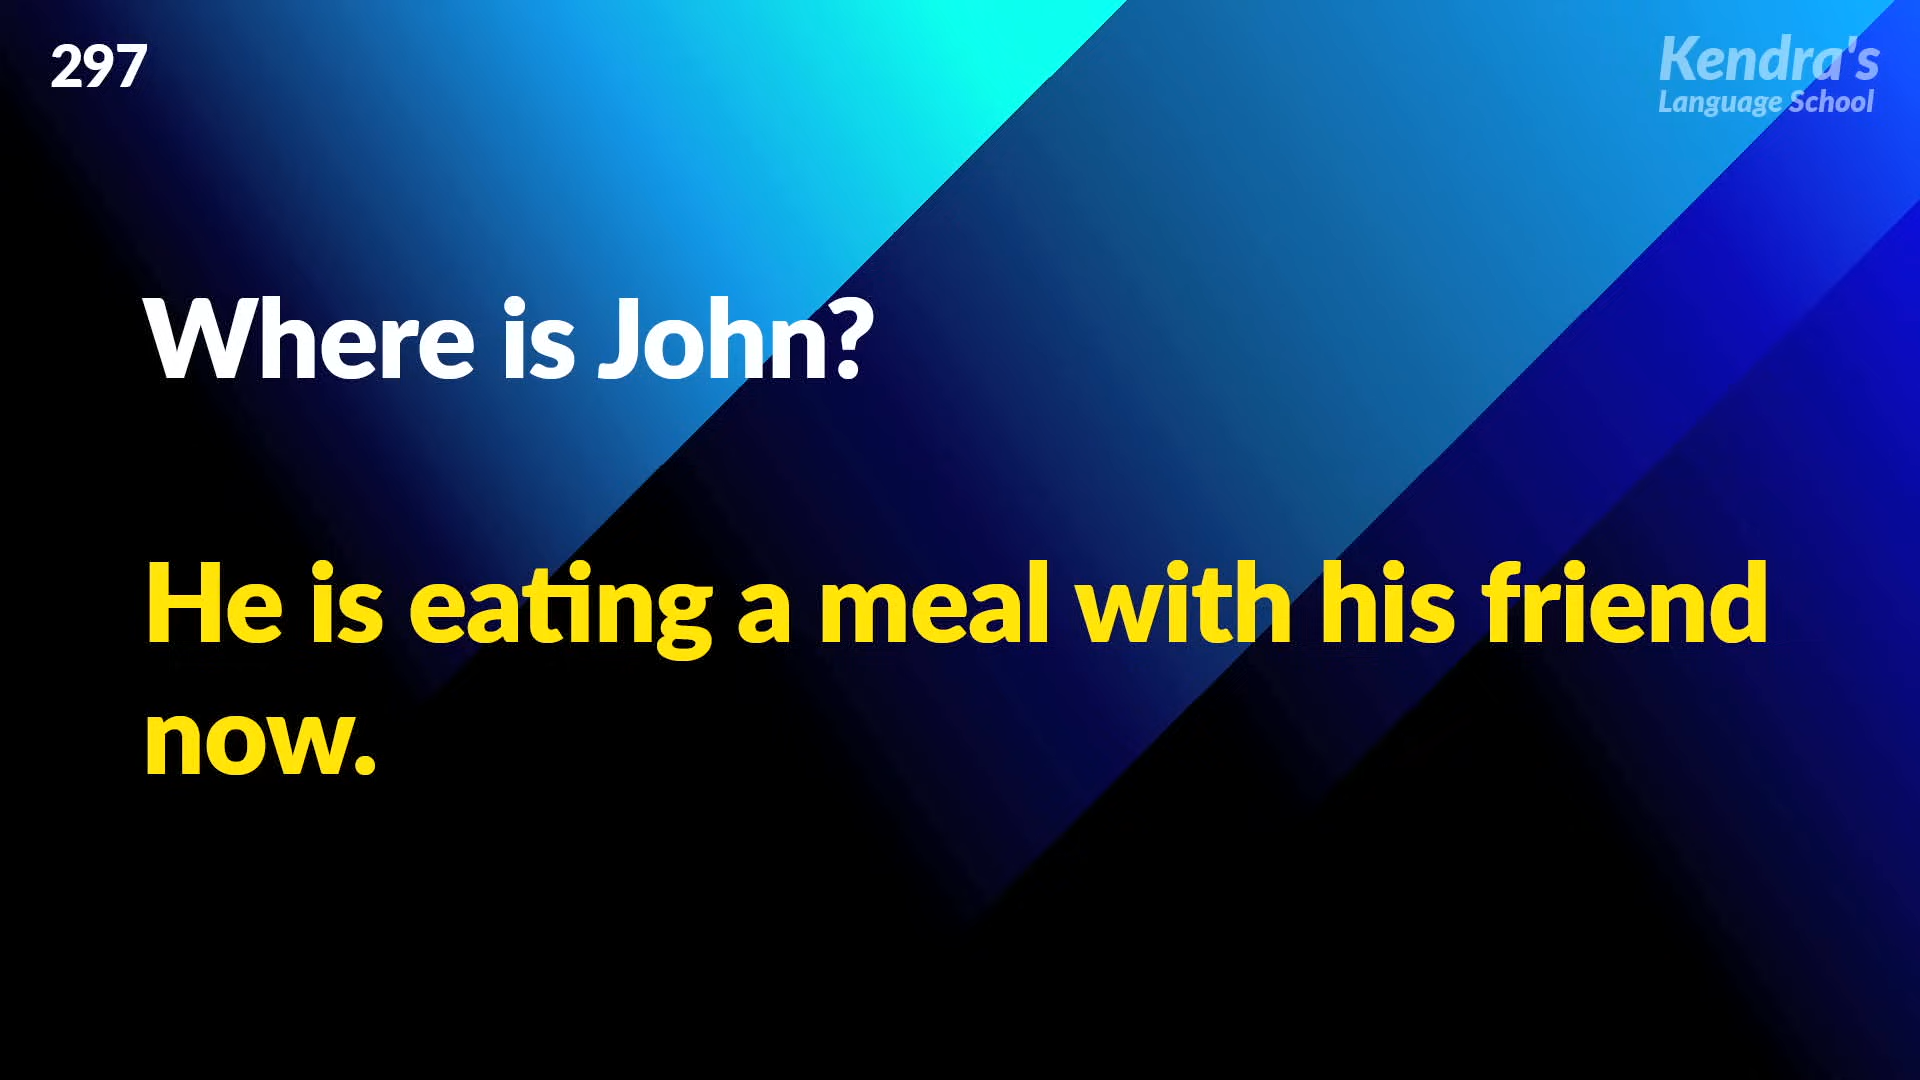 297
Kendra's
Language School
Where is John?
He is eating a meal with his friend
now.